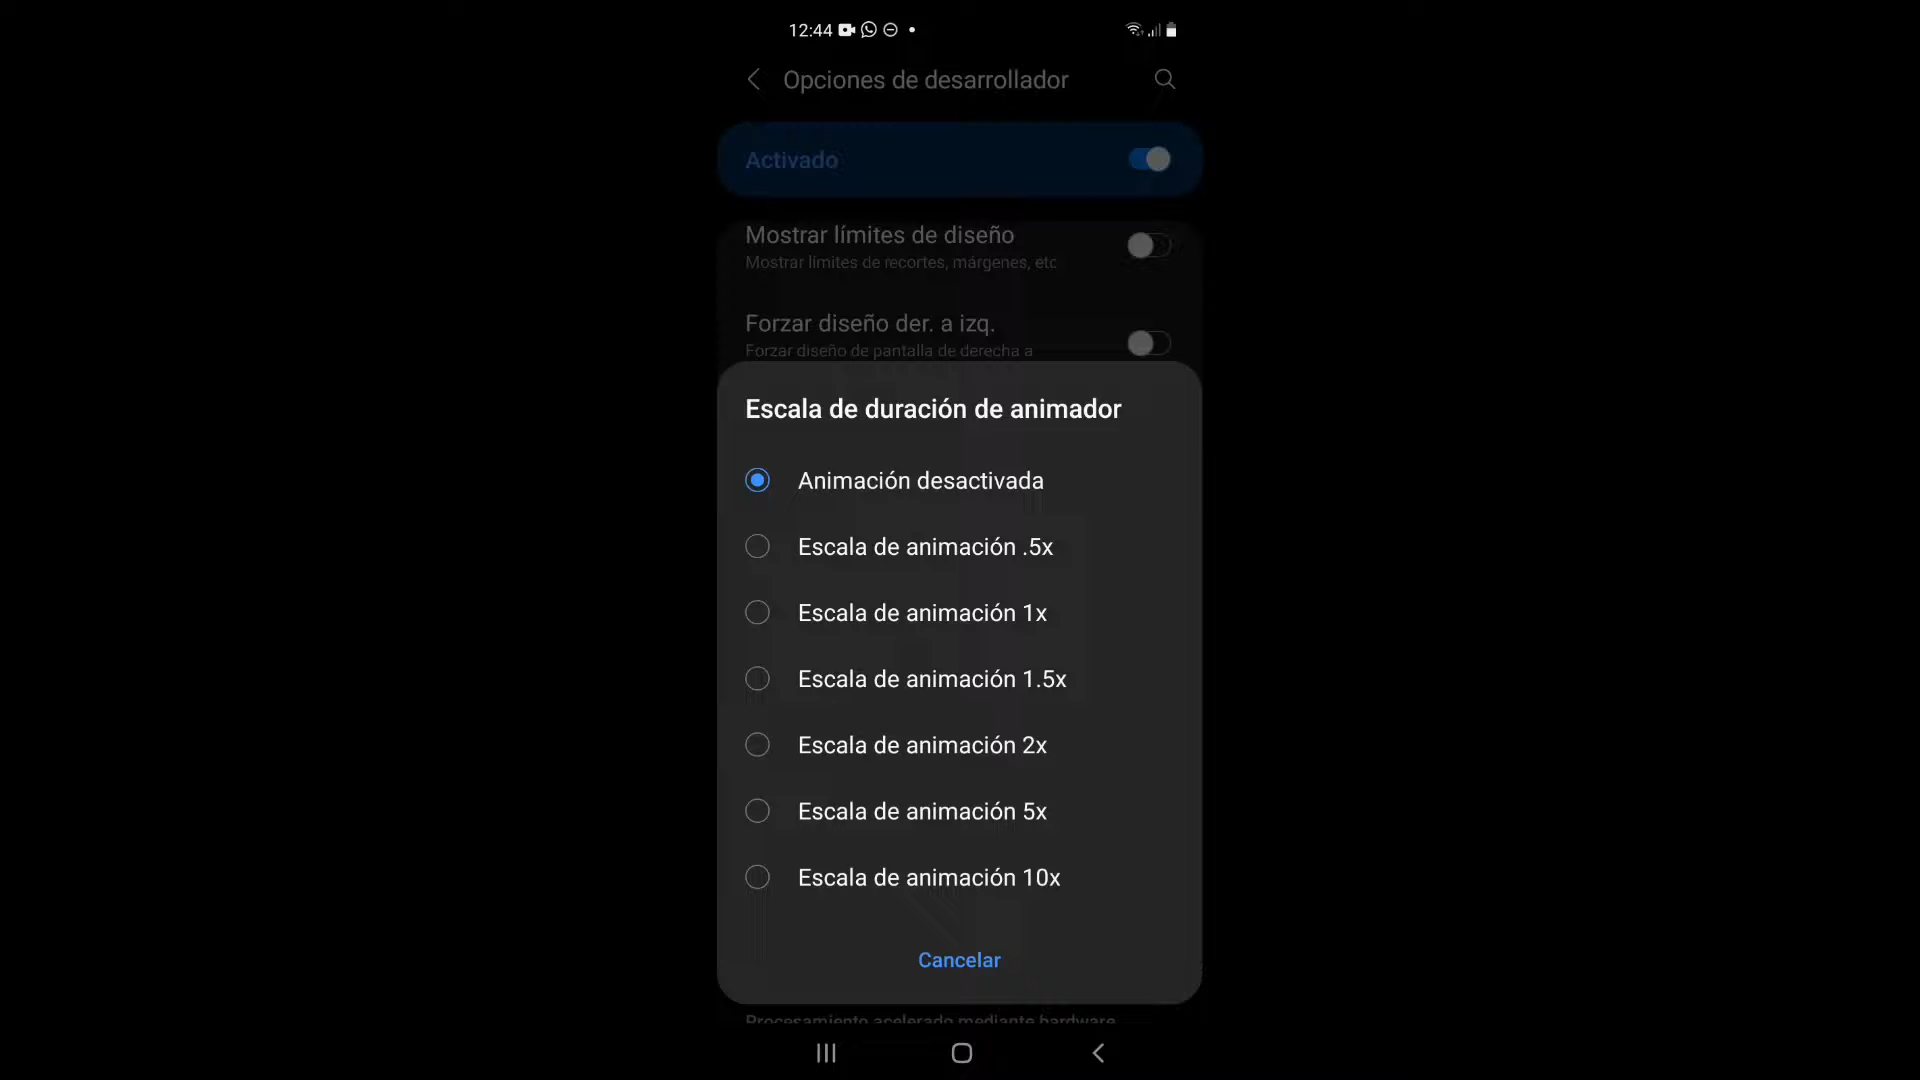 12:44
Opciones de desarrollador
Activado
Mostrar límites de diseño
Mostrar límites de recortes, márgenes, etc
Forzar diseño der. a izq.
Forzar diseño de pantalla de derecha a
Escala de duración de animador
Animación desactivada
Escala de animación .5x
Escala de animación 1x
Escala de animación 1.5x
Escala de animación 2x
Escala de animación 5x
Escala de animación 10x
Cancelar
Procesamiento acelerado mediante hardware